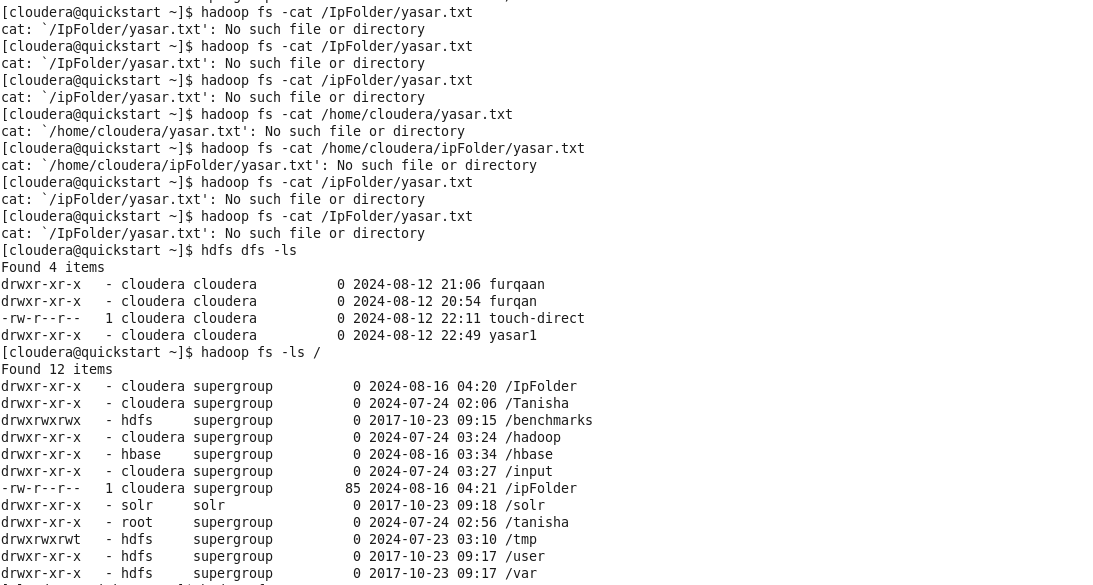 [cloudera@quickstart ~]$ hadoop fs -cat /IpFolder/yasar.txt
cat: `/IpFolder/yasar.txt': No such file or directory
[cloudera@quickstart ~]$ hadoop fs -cat /IpFolder/yasar.txt
cat: `/IpFolder/yasar.txt': No such file or directory
[cloudera@quickstart ~]$ hadoop fs -cat /ipFolder/yasar.txt
cat: `/ipFolder/yasar.txt': No such file or directory
[cloudera@quickstart ~]$ hadoop fs -cat /home/cloudera/yasar.txt
cat: `/home/cloudera/yasar.txt': No such file or directory
[cloudera@quickstart ~]$ hadoop fs -cat /home/cloudera/ipFolder/yasar.txt
cat: `/home/cloudera/ipFolder/yasar.txt': No such file or directory
[cloudera@quickstart ~]$ hadoop fs -cat /ipFolder/yasar.txt
cat: `/ipFolder/yasar.txt': No such file or directory
[cloudera@quickstart ~]$ hadoop fs -cat /IpFolder/yasar.txt
cat: `/IpFolder/yasar.txt': No such file or directory
[cloudera@quickstart ~]$ hdfs dfs -ls
Found 4 items
drwxr-xr-x   - cloudera cloudera          0 2024-08-12 21:06 furqaan
drwxr-xr-x   - cloudera cloudera          0 2024-08-12 20:54 furqan
-rw-r--r--   1 cloudera cloudera          0 2024-08-12 22:11 touch-direct
drwxr-xr-x   - cloudera cloudera          0 2024-08-12 22:49 yasar1
[cloudera@quickstart ~]$ hadoop fs -ls /
Found 12 items
drwxr-xr-x   - cloudera supergroup          0 2024-08-16 04:20 /IpFolder
drwxr-xr-x   - cloudera supergroup          0 2024-07-24 02:06 /Tanisha
drwxrwxrwx   - hdfs     supergroup          0 2017-10-23 09:15 /benchmarks
drwxr-xr-x   - cloudera supergroup          0 2024-07-24 03:24 /hadoop
drwxr-xr-x   - hbase    supergroup          0 2024-08-16 03:34 /hbase
drwxr-xr-x   - cloudera supergroup          0 2024-07-24 03:27 /input
-rw-r--r--   1 cloudera supergroup         85 2024-08-16 04:21 /ipFolder
drwxr-xr-x   - solr     solr                0 2017-10-23 09:18 /solr
drwxr-xr-x   - root     supergroup          0 2024-07-24 02:56 /tanisha
drwxrwxrwt   - hdfs     supergroup          0 2024-07-23 03:10 /tmp
drwxr-xr-x   - hdfs     supergroup          0 2017-10-23 09:17 /user
drwxr-xr-x   - hdfs     supergroup          0 2017-10-23 09:17 /var